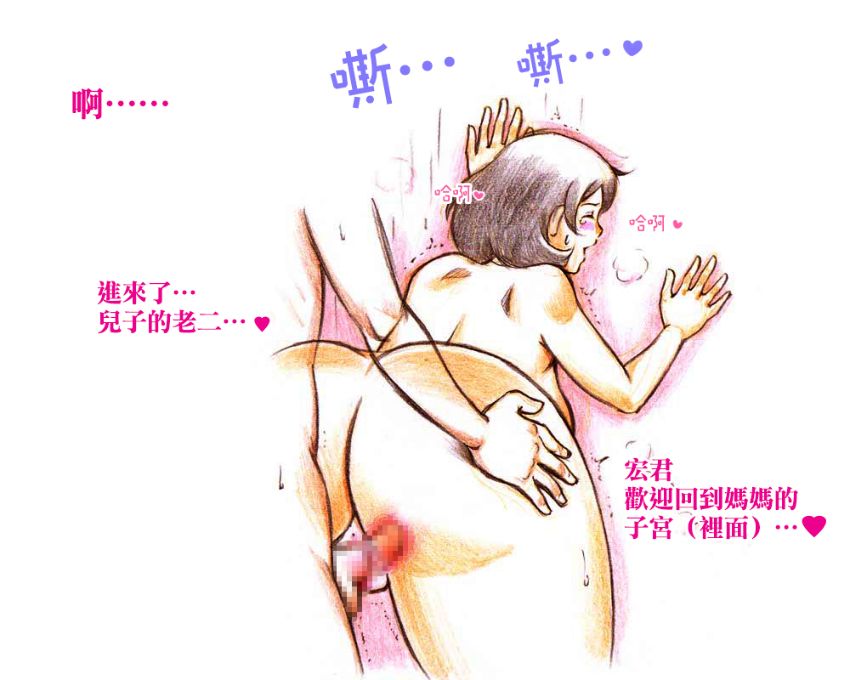 嘶⋯
嘶⋯♥
啊⋯⋯
哈啊♥
哈啊♥
進來了⋯
兒子的老二⋯♥
宏君
歡迎回到媽媽的
子宮（裡面）⋯♥